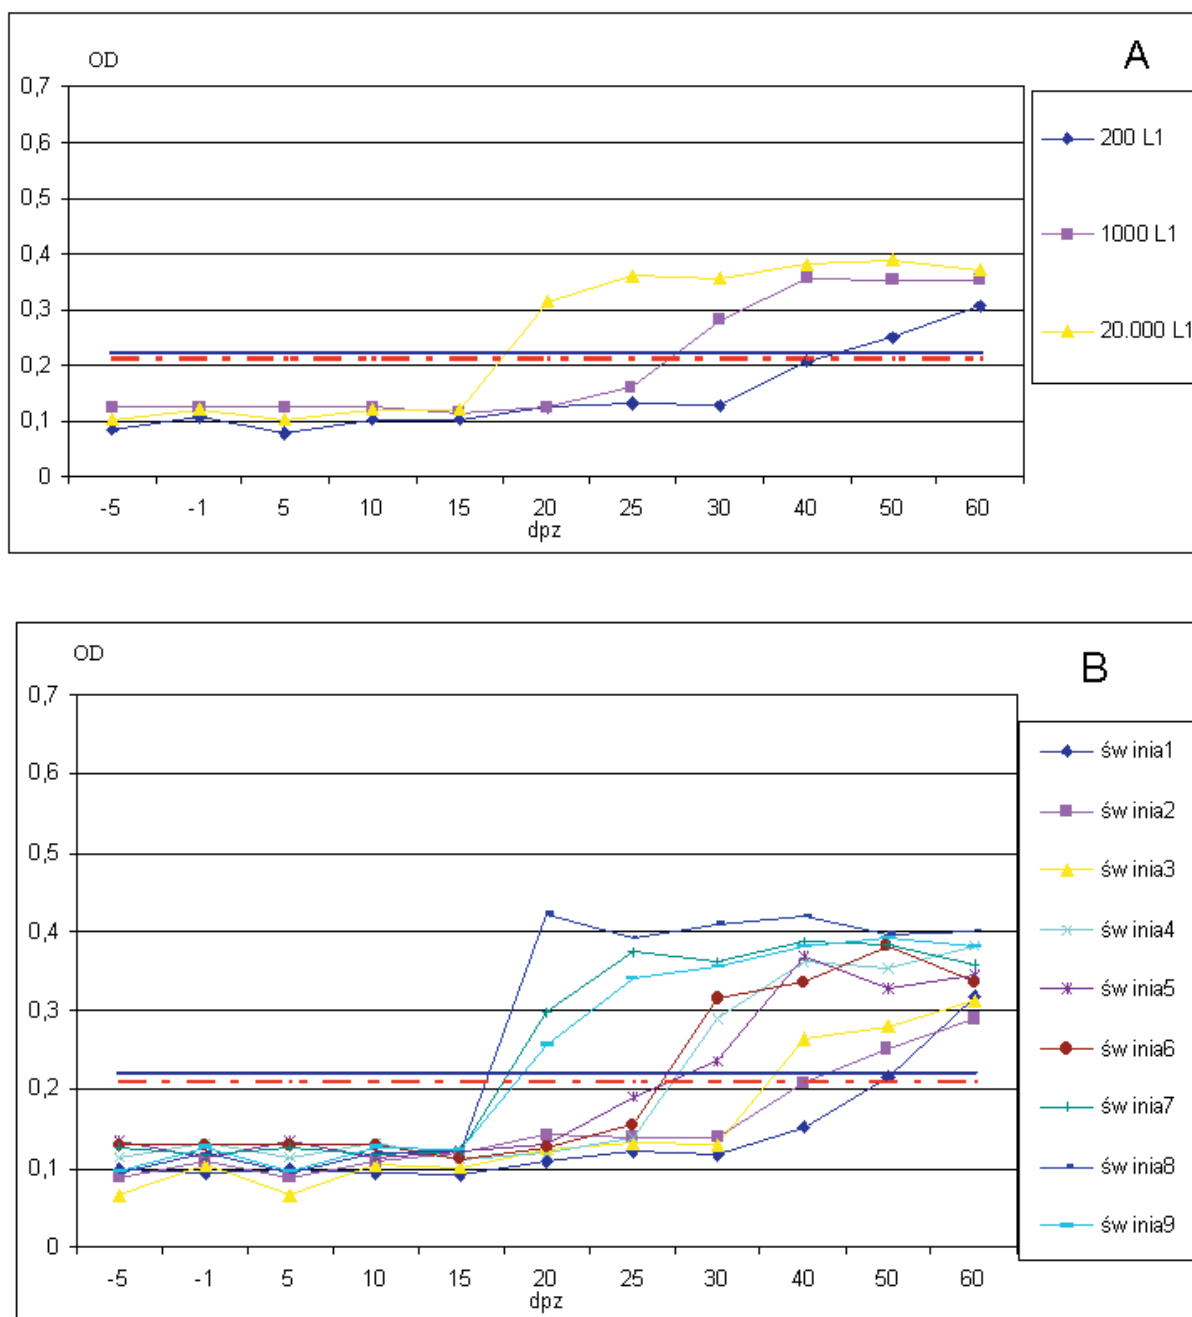 A
OD
0,7
0,6
0,5
0,4
0,3
0,2
0,1
0
-5 -1 5 10 15 20 25 30 40 50 60
dpz
200 L1
1000 L1
20.000 L1
B
OD
0,7
0,6
0,5
0,4
0,3
0,2
0,1
0
-5 -1 5 10 15 20 25 30 40 50 60
dpz
św inia1
św inia2
św inia3
św inia4
św inia5
św inia6
św inia7
św inia8
św inia9